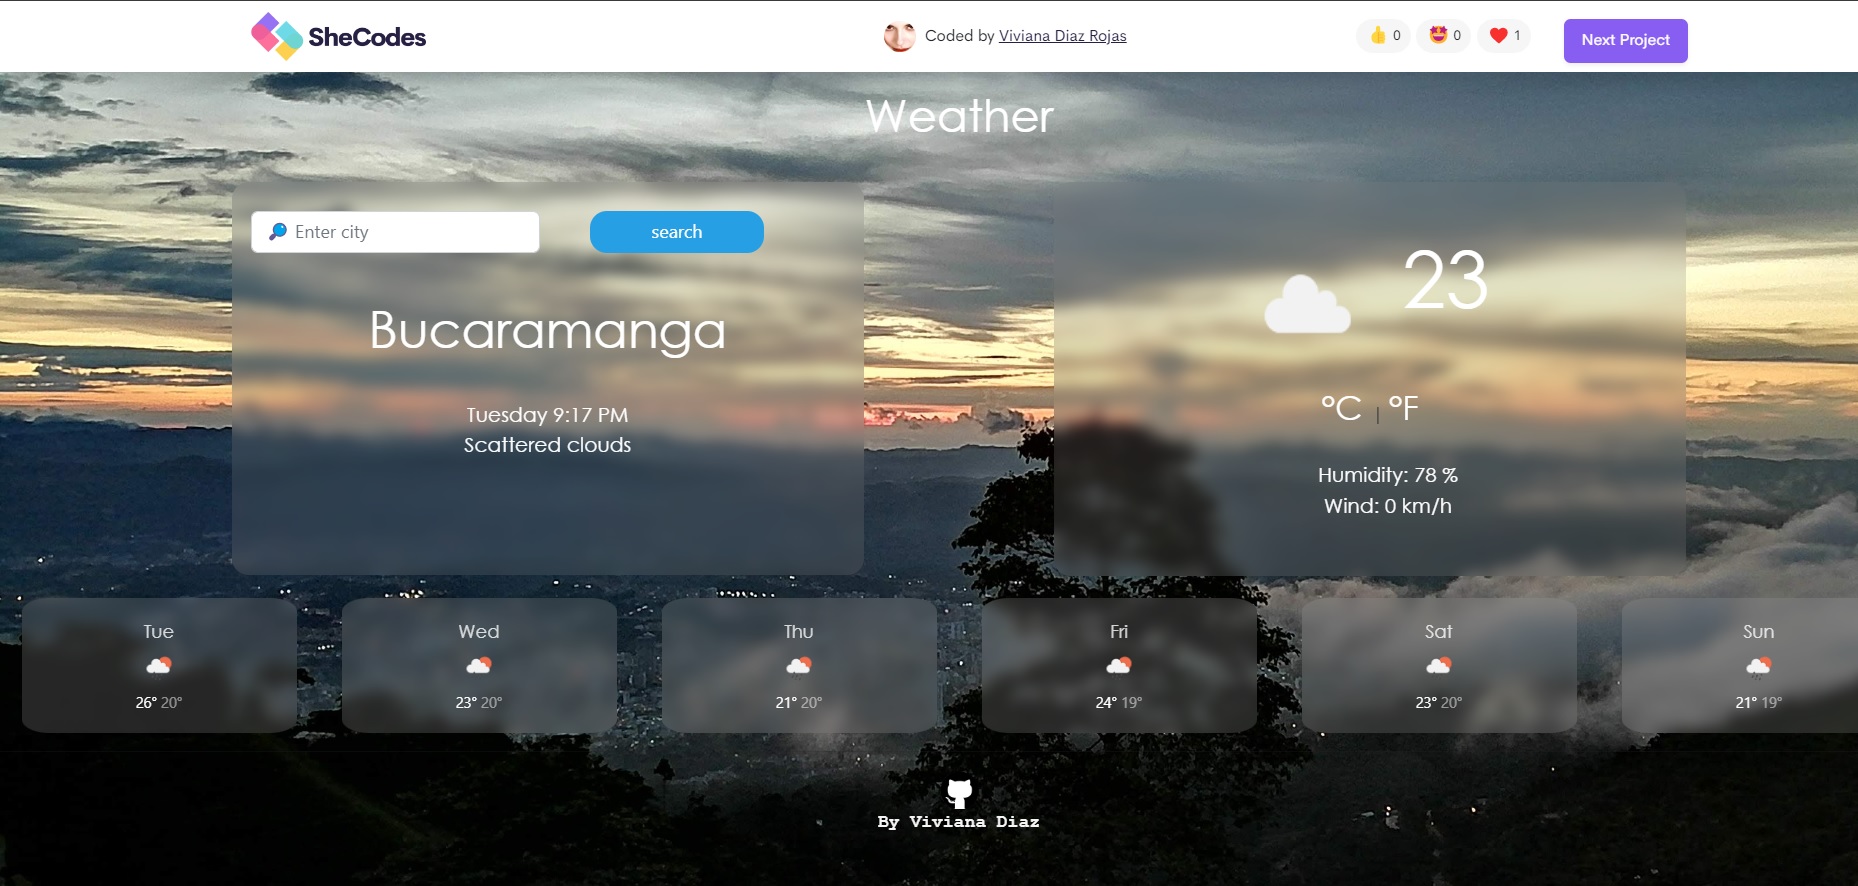 SheCodes
Coded by Viviana Diaz Rojas
👍 0
🤩 0
❤️ 1
Next Project
Weather
🔎 Enter city
search
Bucaramanga
Tuesday 9:17 PM
Scattered clouds
23
°C | °F
Humidity: 78 %
Wind: 0 km/h
Tue
26° 20°
Wed
23° 20°
Thu
21° 20°
Fri
24° 19°
Sat
23° 20°
Sun
21° 19°
By Viviana Diaz